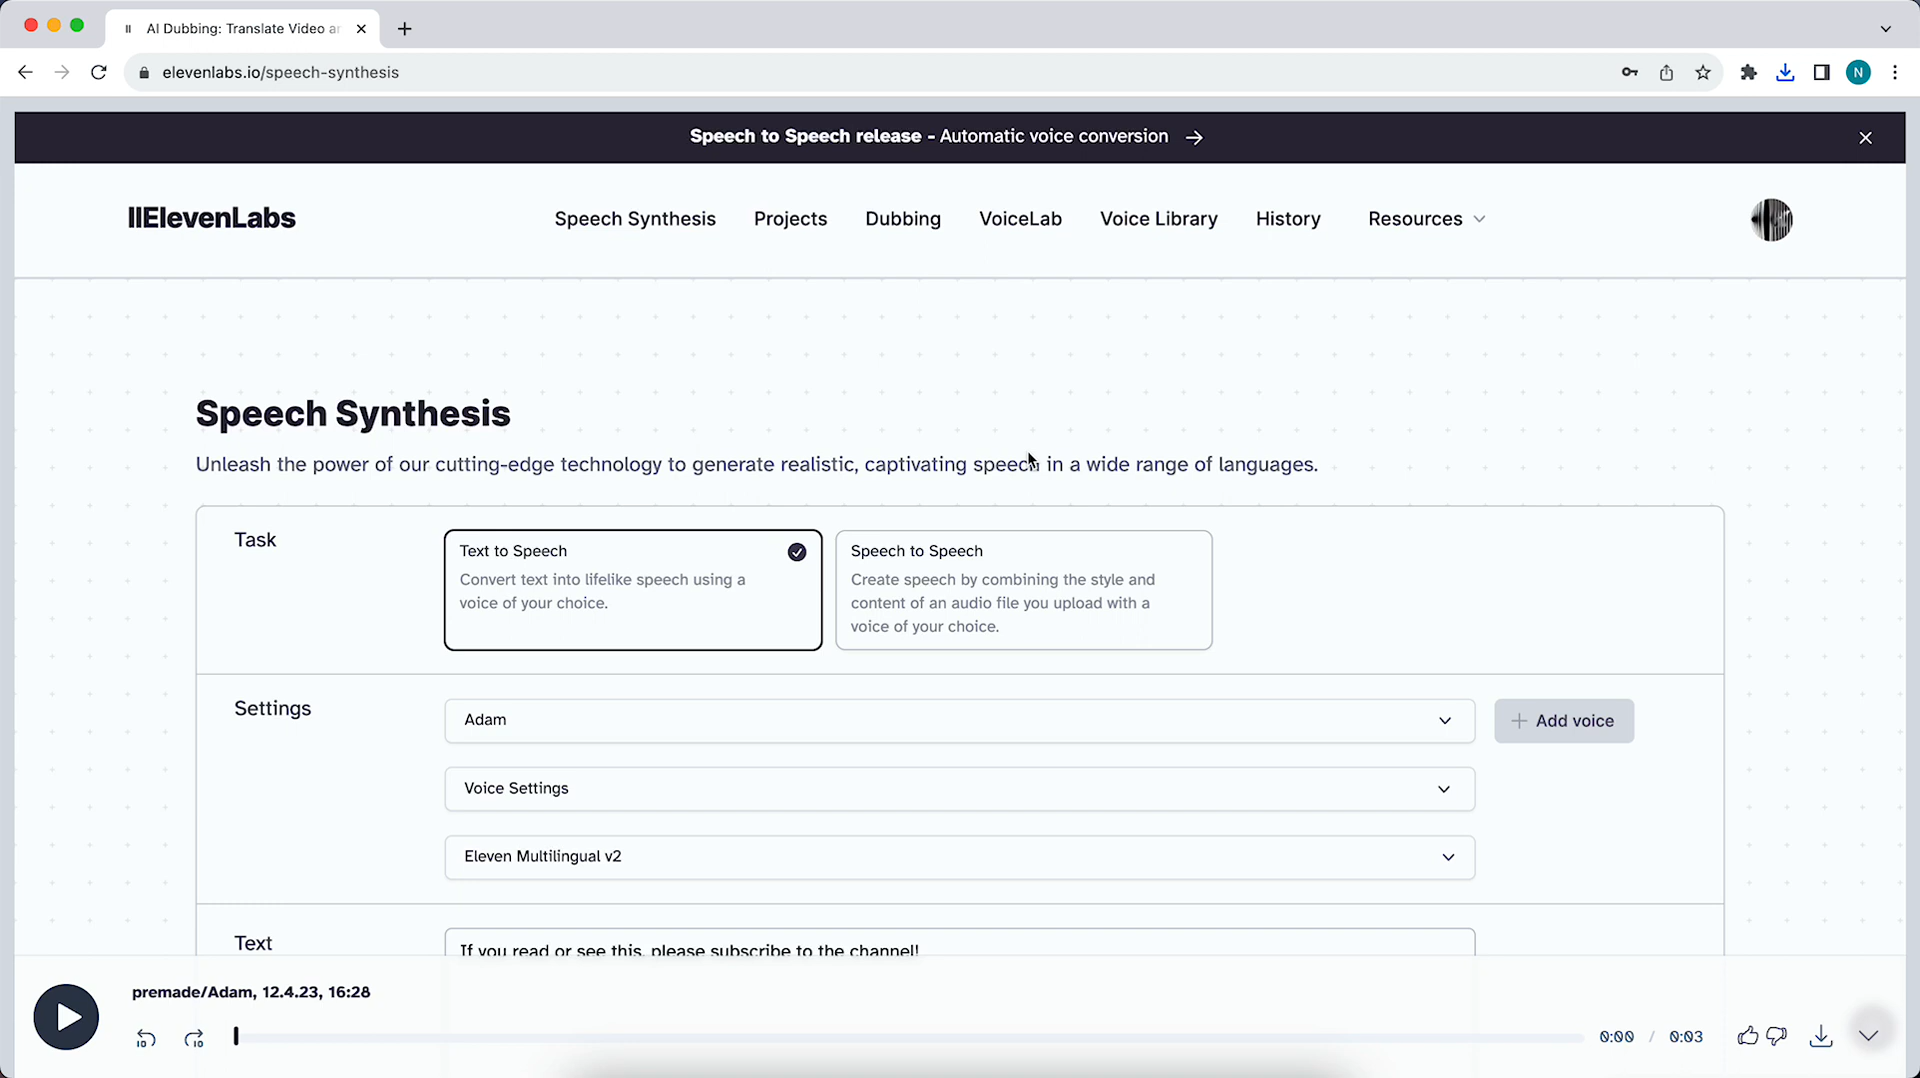 AI Dubbing: Translate Video ar
elevenlabs.io/speech-synthesis
N
Speech to Speech release - Automatic voice conversion
IIElevenLabs
Speech Synthesis
Projects
Dubbing
VoiceLab
Voice Library
History
Resources
Speech Synthesis
Unleash the power of our cutting-edge technology to generate realistic, captivating speech in a wide range of languages.
Task
Text to Speech
Convert text into lifelike speech using a
voice of your choice.
Speech to Speech
Create speech by combining the style and
content of an audio file you upload with a
voice of your choice.
Settings
Adam
Add voice
Voice Settings
Eleven Multilingual v2
Text
If you read or see this, please subscribe to the channel!
premade/Adam, 12.4.23, 16:28
10
10
0:00 / 0:03